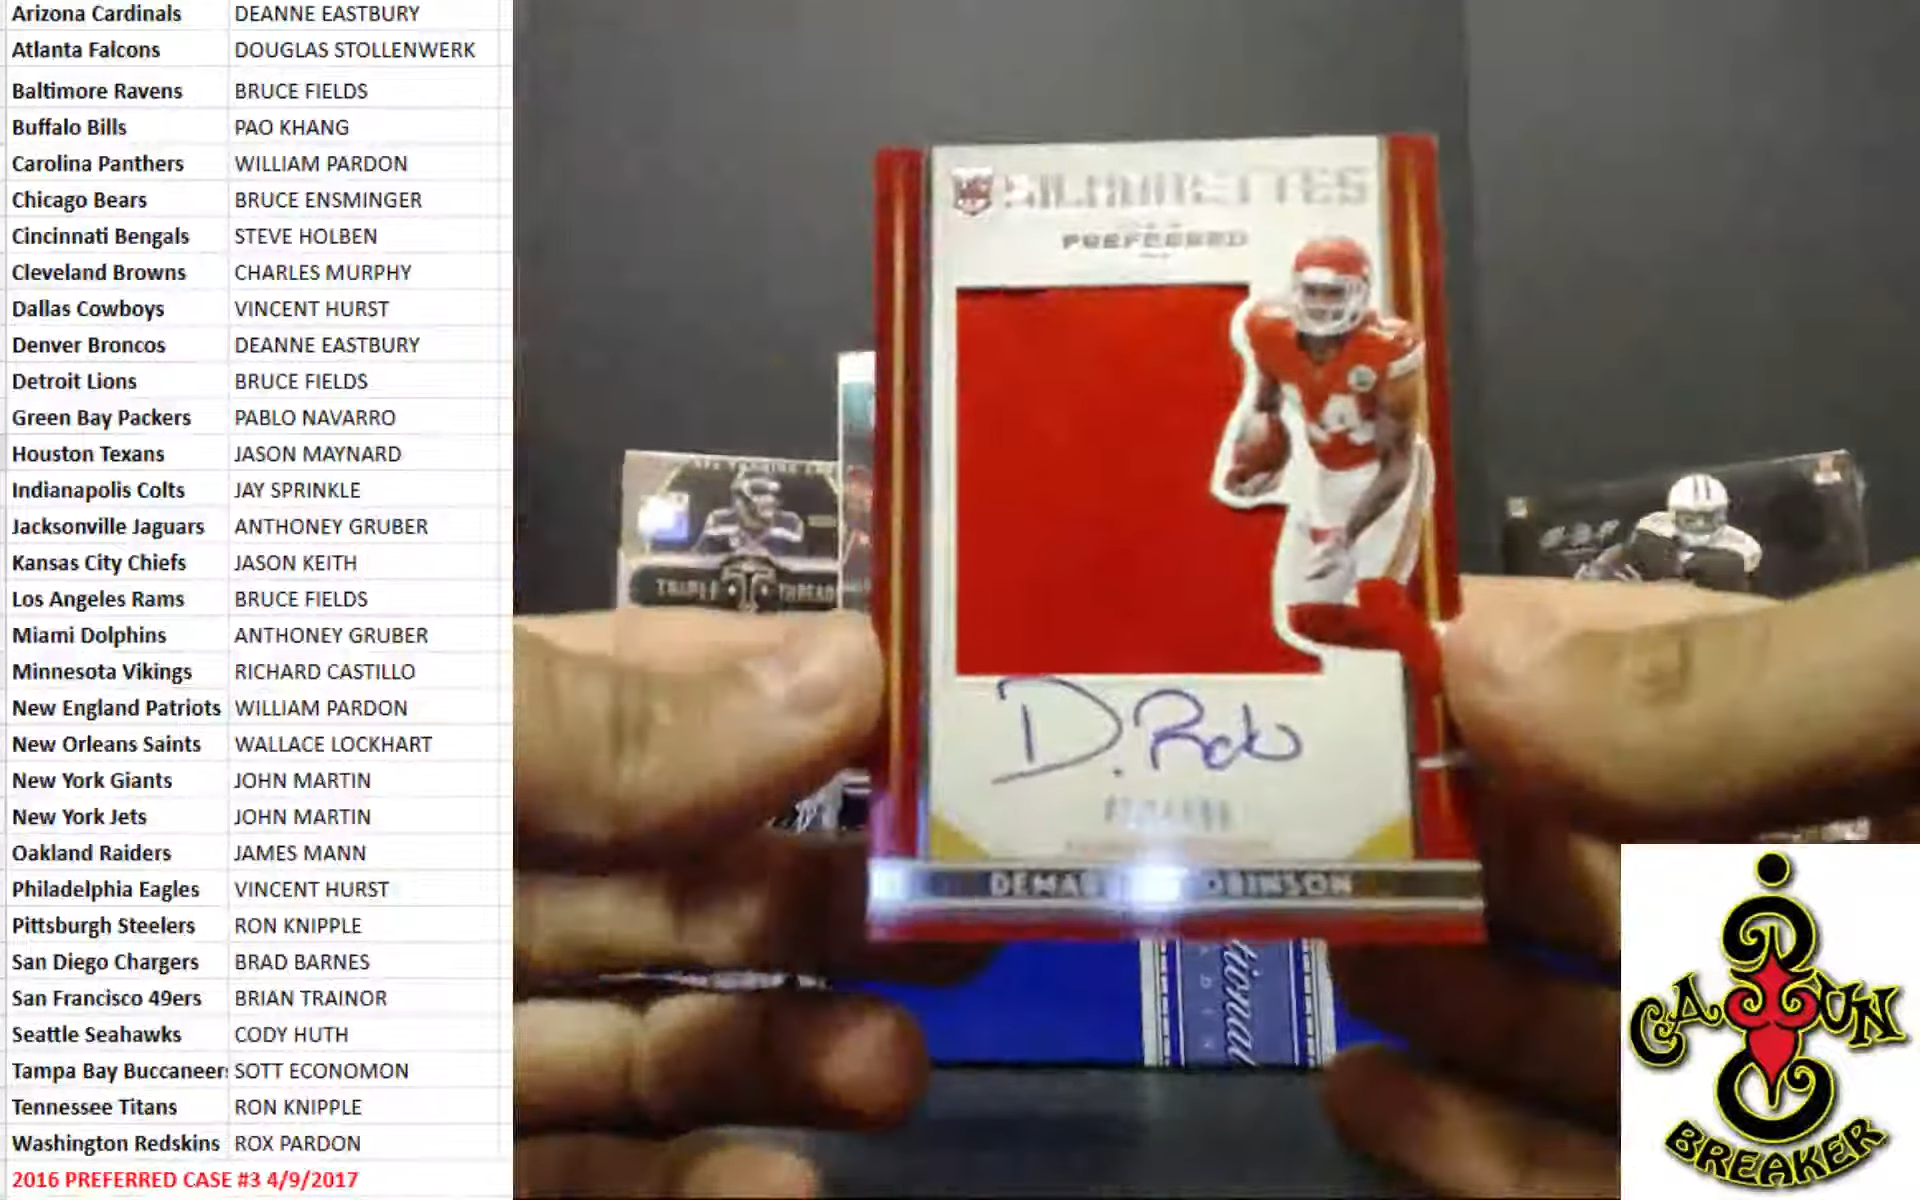 Arizona Cardinals DEANNE EASTBURY
Atlanta Falcons DOUGLAS STOLLENWERK
Baltimore Ravens BRUCE FIELDS
Buffalo Bills PAO KHANG
Carolina Panthers WILLIAM PARDON
Chicago Bears BRUCE ENSMINGER
Cincinnati Bengals STEVE HOLBEN
Cleveland Browns CHARLES MURPHY
Dallas Cowboys VINCENT HURST
Denver Broncos DEANNE EASTBURY
Detroit Lions BRUCE FIELDS
Green Bay Packers PABLO NAVARRO
Houston Texans JASON MAYNARD
Indianapolis Colts JAY SPRINKLE
Jacksonville Jaguars ANTHONEY GRUBER
Kansas City Chiefs JASON KEITH
Los Angeles Rams BRUCE FIELDS
Miami Dolphins ANTHONEY GRUBER
Minnesota Vikings RICHARD CASTILLO
New England Patriots WILLIAM PARDON
New Orleans Saints WALLACE LOCKHART
New York Giants JOHN MARTIN
New York Jets JOHN MARTIN
Oakland Raiders JAMES MANN
Philadelphia Eagles VINCENT HURST
Pittsburgh Steelers RON KNIPPLE
San Diego Chargers BRAD BARNES
San Francisco 49ers BRIAN TRAINOR
Seattle Seahawks CODY HUTH
Tampa Bay Buccaneer SOTT ECONOMON
Tennessee Titans RON KNIPPLE
Washington Redskins ROX PARDON
2016 PREFERRED CASE #3 4/9/2017
SILHOUETTES
PREFERRED
D. Rob
TRIPLE THREAD
CAJUN
BREAKER